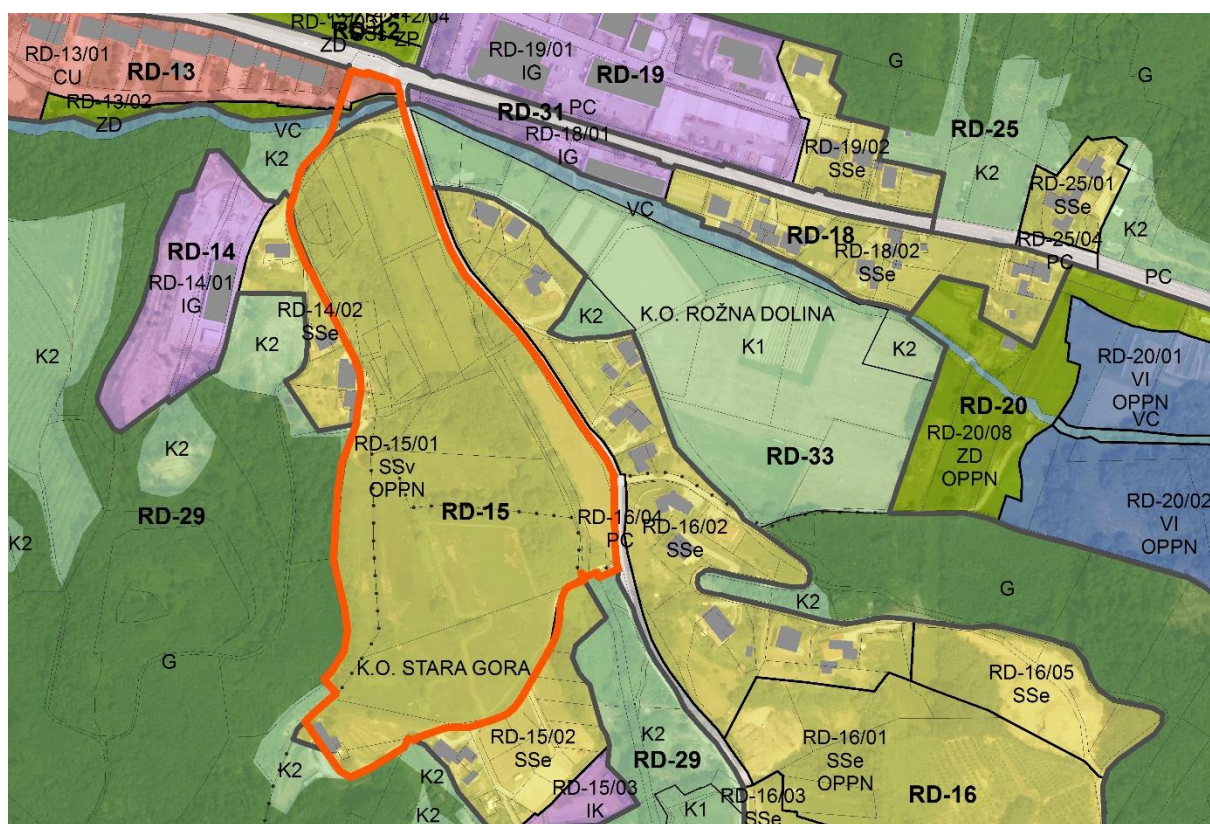 RD-12
ZD
ZP
RD-13/01
CU
RD-13
RD-13/02
ZD
RD-19/01
IG
RD-19
RD-31
PC
RD-18/01
IG
G
RD-25
K2
G
RD-19/02
SSe
RD-25/01
SSe
RD-25/04
PC
K2
PC
VC
K2
VC
RD-18
RD-18/02
SSe
RD-14
RD-14/01
IG
RD-14/02
SSe
K2
K2
K2
K2
K.O. ROŽNA DOLINA
K1
K2
RD-20/01
VI
OPPN
VC
RD-20
RD-20/08
ZD
OPPN
RD-33
RD-15/01
SSv
OPPN
RD-15
RD-16/04
PC
RD-16/02
SSe
RD-20/02
VI
OPPN
RD-29
K2
K2
G
G
K.O. STARA GORA
RD-16/05
SSe
K2
RD-15/02
SSe
K2
RD-29
RD-16/01
SSe
OPPN
RD-16
K2
K2
RD-15/03
IK
K1
RD-16/03
SSe